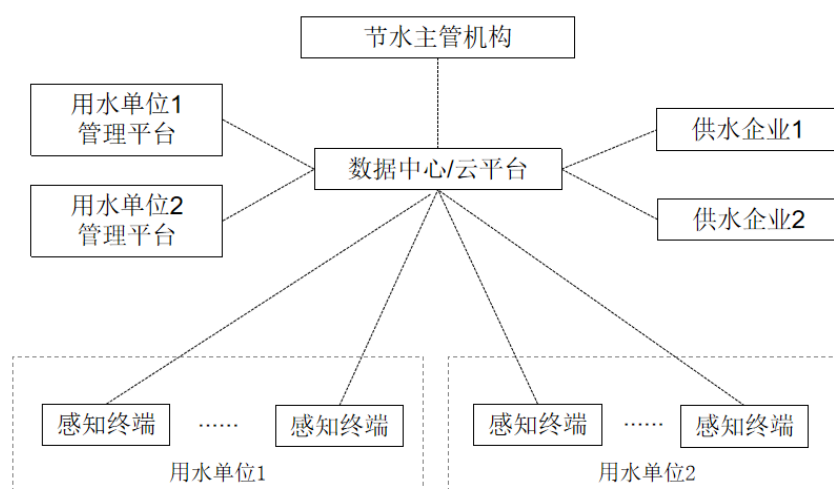 节水主管机构
用水单位1
管理平台
供水企业1
数据中心/云平台
用水单位2
管理平台
供水企业2
感知终端 ...... 感知终端 感知终端 ...... 感知终端
用水单位1 用水单位2